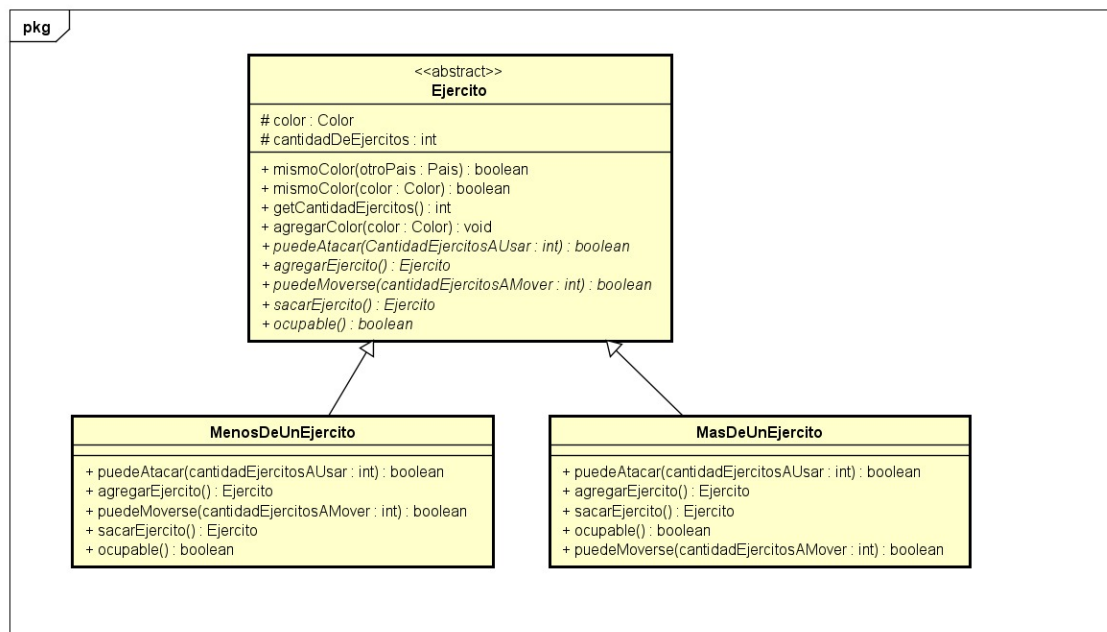 pkg
<<abstract>>
Ejercito
# color : Color
# cantidadDeEjercitos : int
+ mismoColor(otroPais : Pais) : boolean
+ mismoColor(color : Color) : boolean
+ getCantidadEjercitos() : int
+ agregarColor(color : Color) : void
+ puedeAtacar(CantidadEjercitosAUsar : int) : boolean
+ agregarEjercito() : Ejercito
+ puedeMoverse(cantidadEjercitosAMover : int) : boolean
+ sacarEjercito() : Ejercito
+ ocupable() : boolean
MenosDeUnEjercito
+ puedeAtacar(cantidadEjercitosAUsar : int) : boolean
+ agregarEjercito() : Ejercito
+ puedeMoverse(cantidadEjercitosAMover : int) : boolean
+ sacarEjercito() : Ejercito
+ ocupable() : boolean
MasDeUnEjercito
+ puedeAtacar(cantidadEjercitosAUsar : int) : boolean
+ agregarEjercito() : Ejercito
+ sacarEjercito() : Ejercito
+ ocupable() : boolean
+ puedeMoverse(cantidadEjercitosAMover : int) : boolean